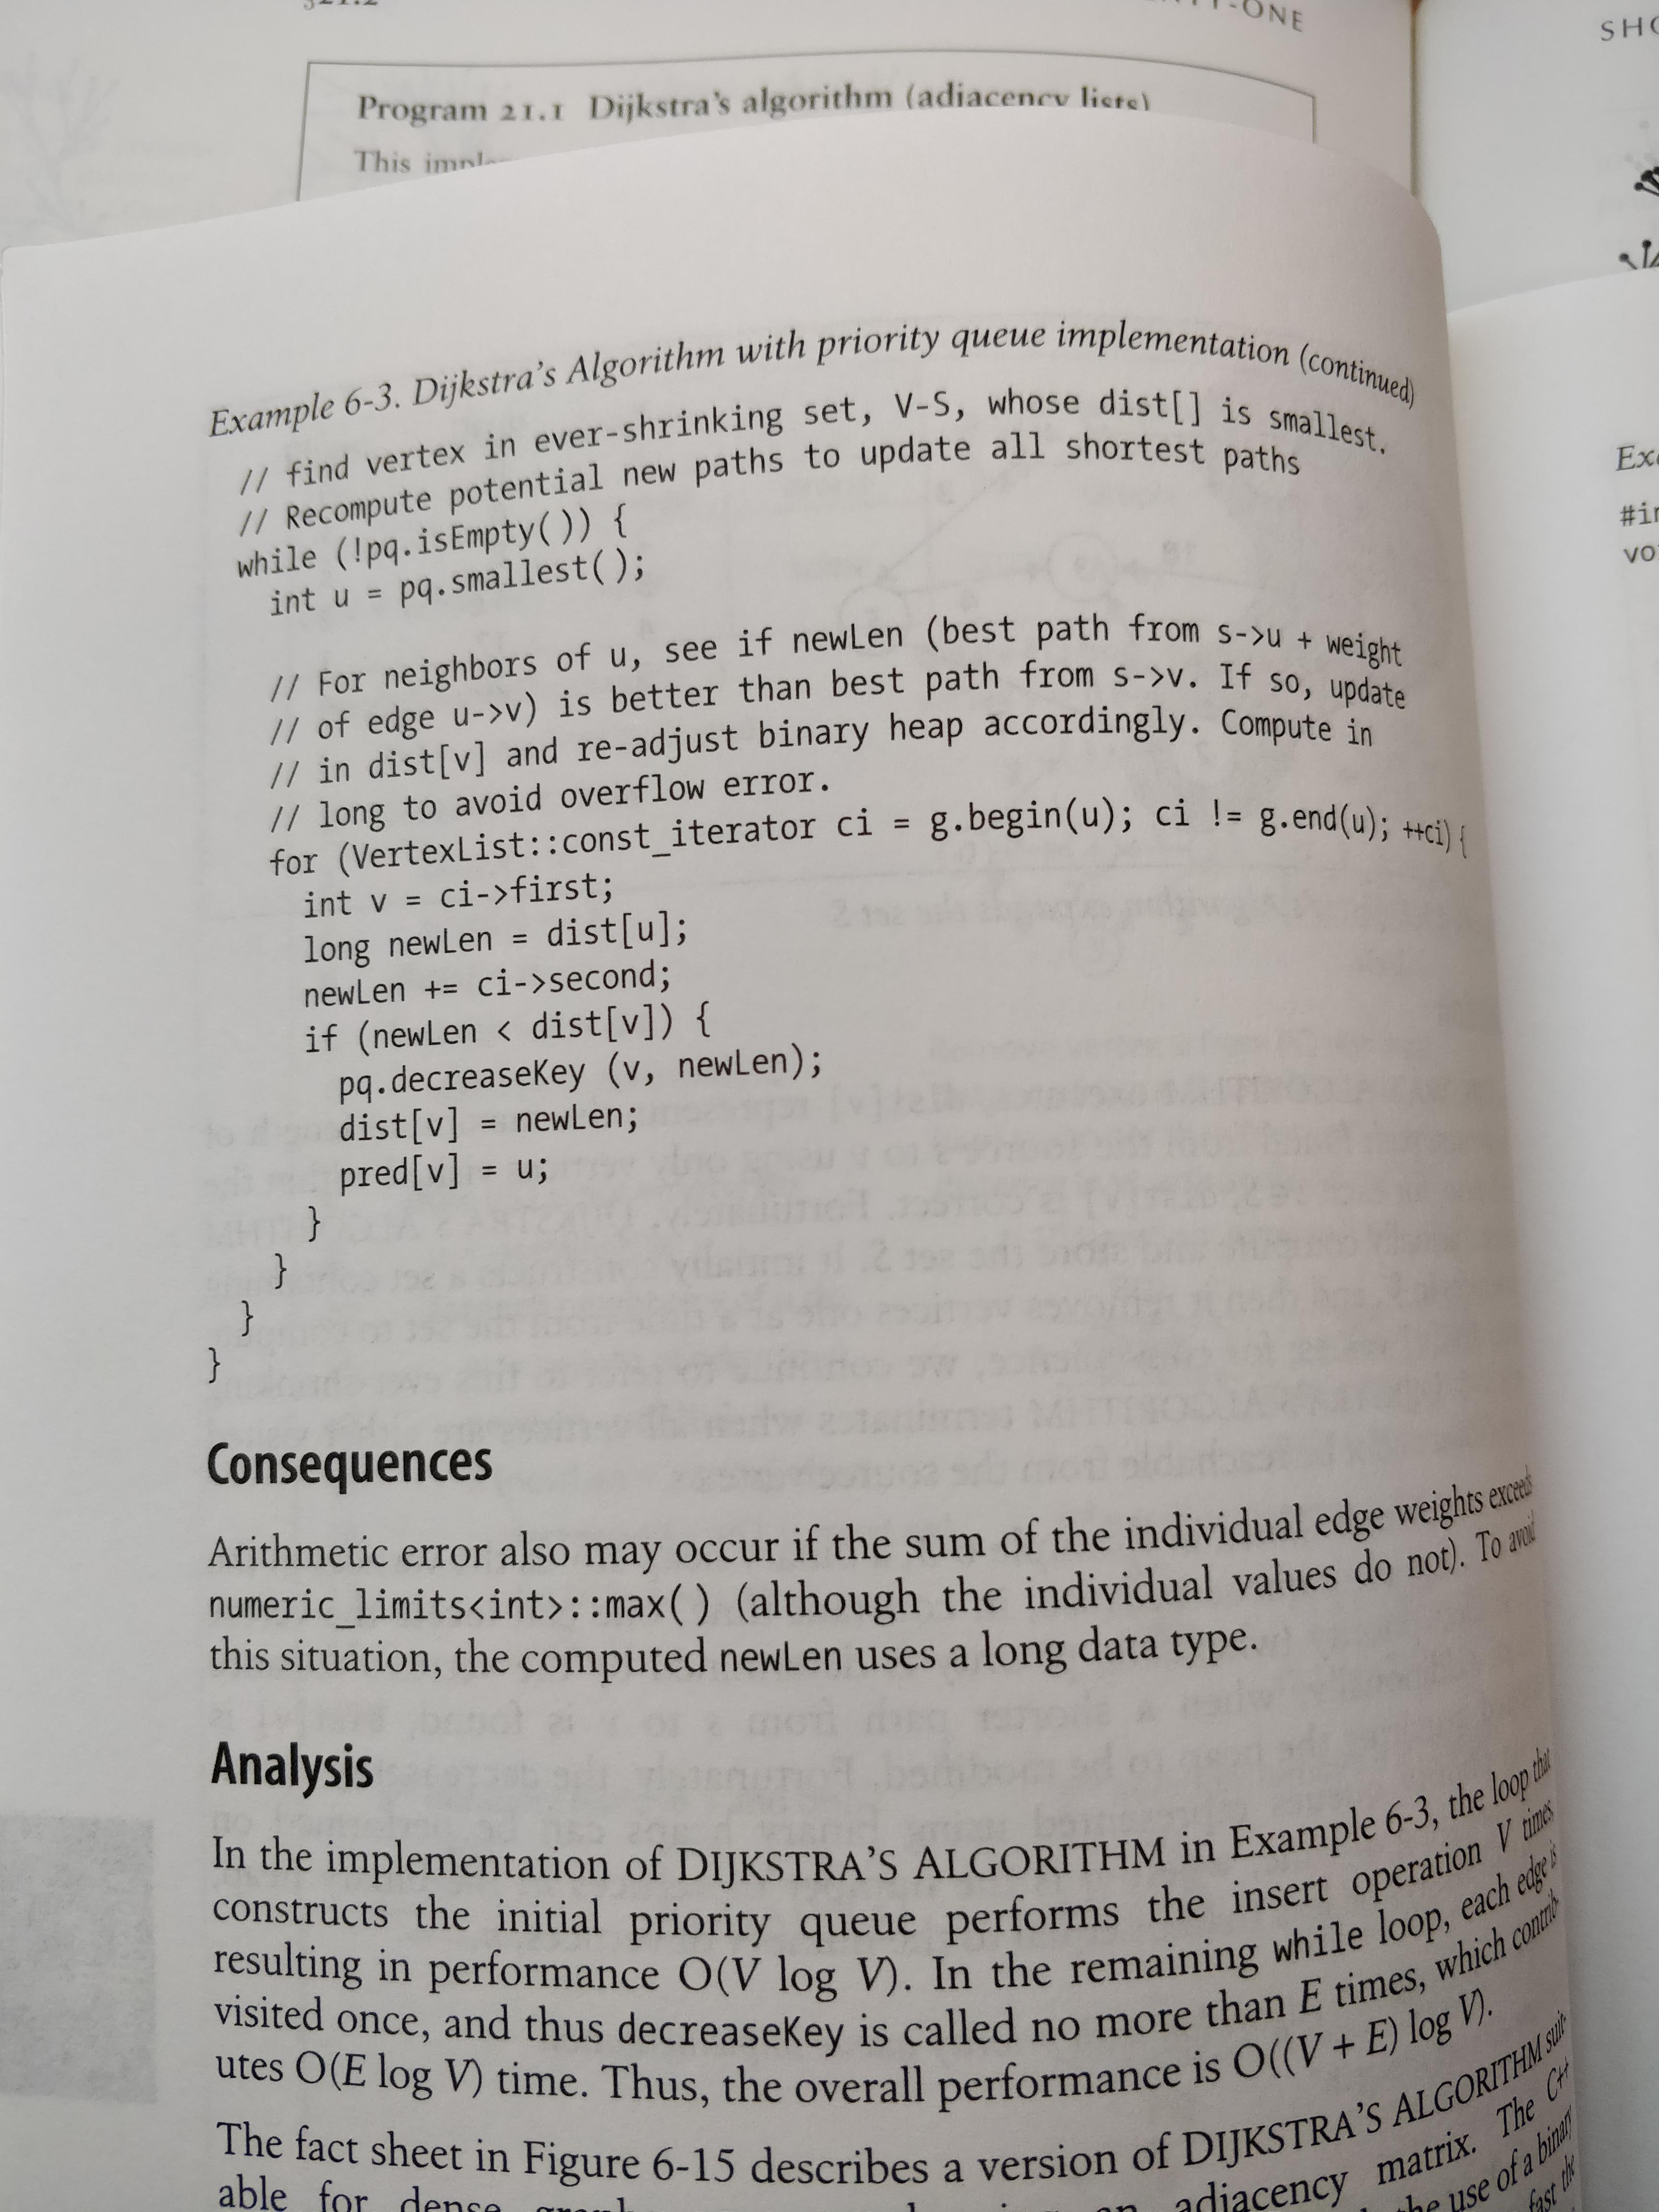 -ONE
Program 21.1 Dijkstra's algorithm (adjacency lists)
This
Example 6-3. Dijkstra's Algorithm with priority queue implementation (continued)
// find vertex in ever-shrinking set, V-S, whose dist[] is smallest.
// Recompute potential new paths to update all shortest paths
while (!pq.isEmpty()) {
int u = pq.smallest();
// For neighbors of u, see if newLen (best path from s->u + weight
// of edge u->v) is better than best path from s->v. If so, update
// in dist[v] and re-adjust binary heap accordingly. Compute in
// long to avoid overflow error.
for (VertexList::const_iterator ci = g.begin(u); ci != g.end(u); ++ci) {
int v = ci->first;
long newLen = dist[u];
newLen += ci->second;
if (newLen < dist[v]) {
pq.decreaseKey (v, newLen);
dist[v] = newLen;
pred[v] = u;
}
}
}
}
Consequences
Arithmetic error also may occur if the sum of the individual edge weights exceeds
numeric_limits<int>::max() (although the individual values do not). To avoid
this situation, the computed newLen uses a long data type.
Analysis
In the implementation of DIJKSTRA'S ALGORITHM in Example 6-3, the loop that
constructs the initial priority queue performs the insert operation V times,
resulting in performance O(V log V). In the remaining while loop, each edge is
visited once, and thus decreaseKey is called no more than E times, which contrib-
utes O(E log V) time. Thus, the overall performance is O((V + E) log V).
The fact sheet in Figure 6-15 describes a version of DIJKSTRA'S ALGORITHM suit-
able for dense adjacency matrix. The C++
the use of a binary
fast the
SHO
#in